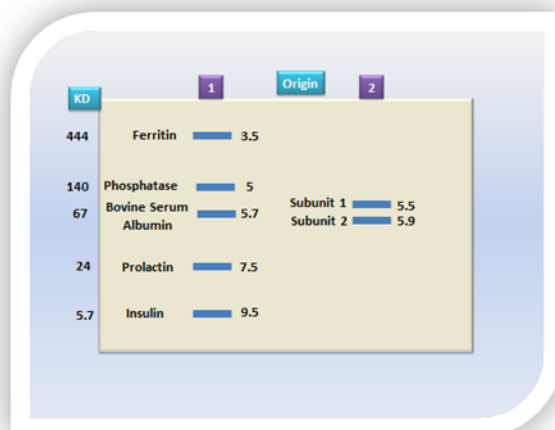 KD 1 Origin 2
444 Ferritin 3.5
140 Phosphatase 5
67 Bovine Serum Albumin 5.7
Subunit 1 5.5
Subunit 2 5.9
24 Prolactin 7.5
5.7 Insulin 9.5